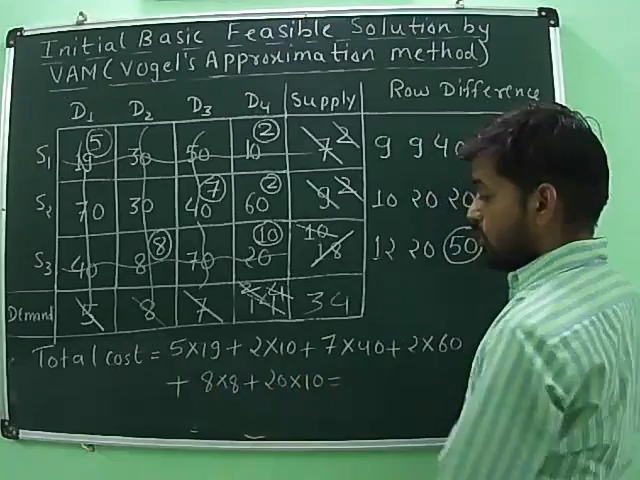 Initial Basic Feasible Solution by
VAM (Vogel's Approximation method)
D1 D2 D3 D4 Supply Row Difference
S1 19 5 30 50 10 2 7 2 9 9 40
S2 70 30 40 7 60 2 9 2 10 20 20
S3 40 8 8 70 20 10 18 10 12 20 50
Demand 5 8 7 34
Total cost = 5×19 + 2×10 + 7×40 + 2×60
+ 8×8 + 20×10 =